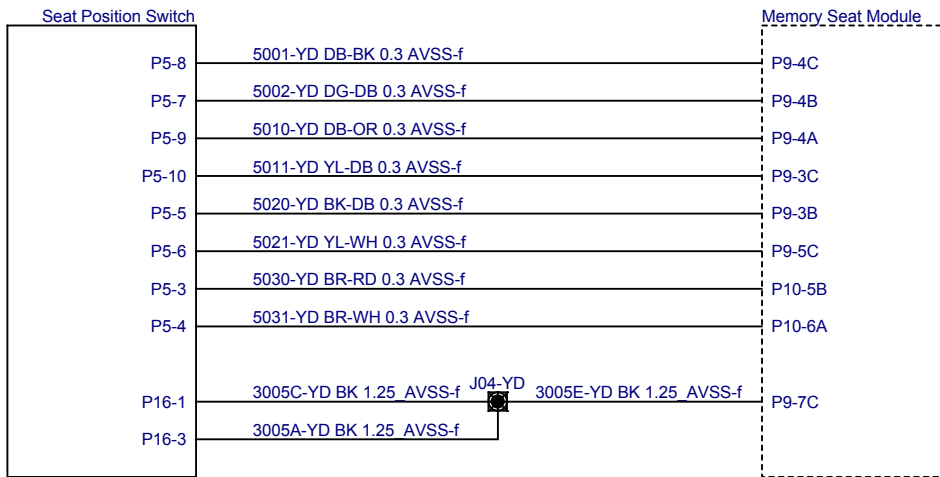 Seat Position Switch Memory Seat Module
P5-8 5001-YD DB-BK 0.3 AVSS-f P9-4C
P5-7 5002-YD DG-DB 0.3 AVSS-f P9-4B
P5-9 5010-YD DB-OR 0.3 AVSS-f P9-4A
P5-10 5011-YD YL-DB 0.3 AVSS-f P9-3C
P5-5 5020-YD BK-DB 0.3 AVSS-f P9-3B
P5-6 5021-YD YL-WH 0.3 AVSS-f P9-5C
P5-3 5030-YD BR-RD 0.3 AVSS-f P10-5B
P5-4 5031-YD BR-WH 0.3 AVSS-f P10-6A
P16-1 3005C-YD BK 1.25_AVSS-f J04-YD 3005E-YD BK 1.25_AVSS-f P9-7C
P16-3 3005A-YD BK 1.25_AVSS-f